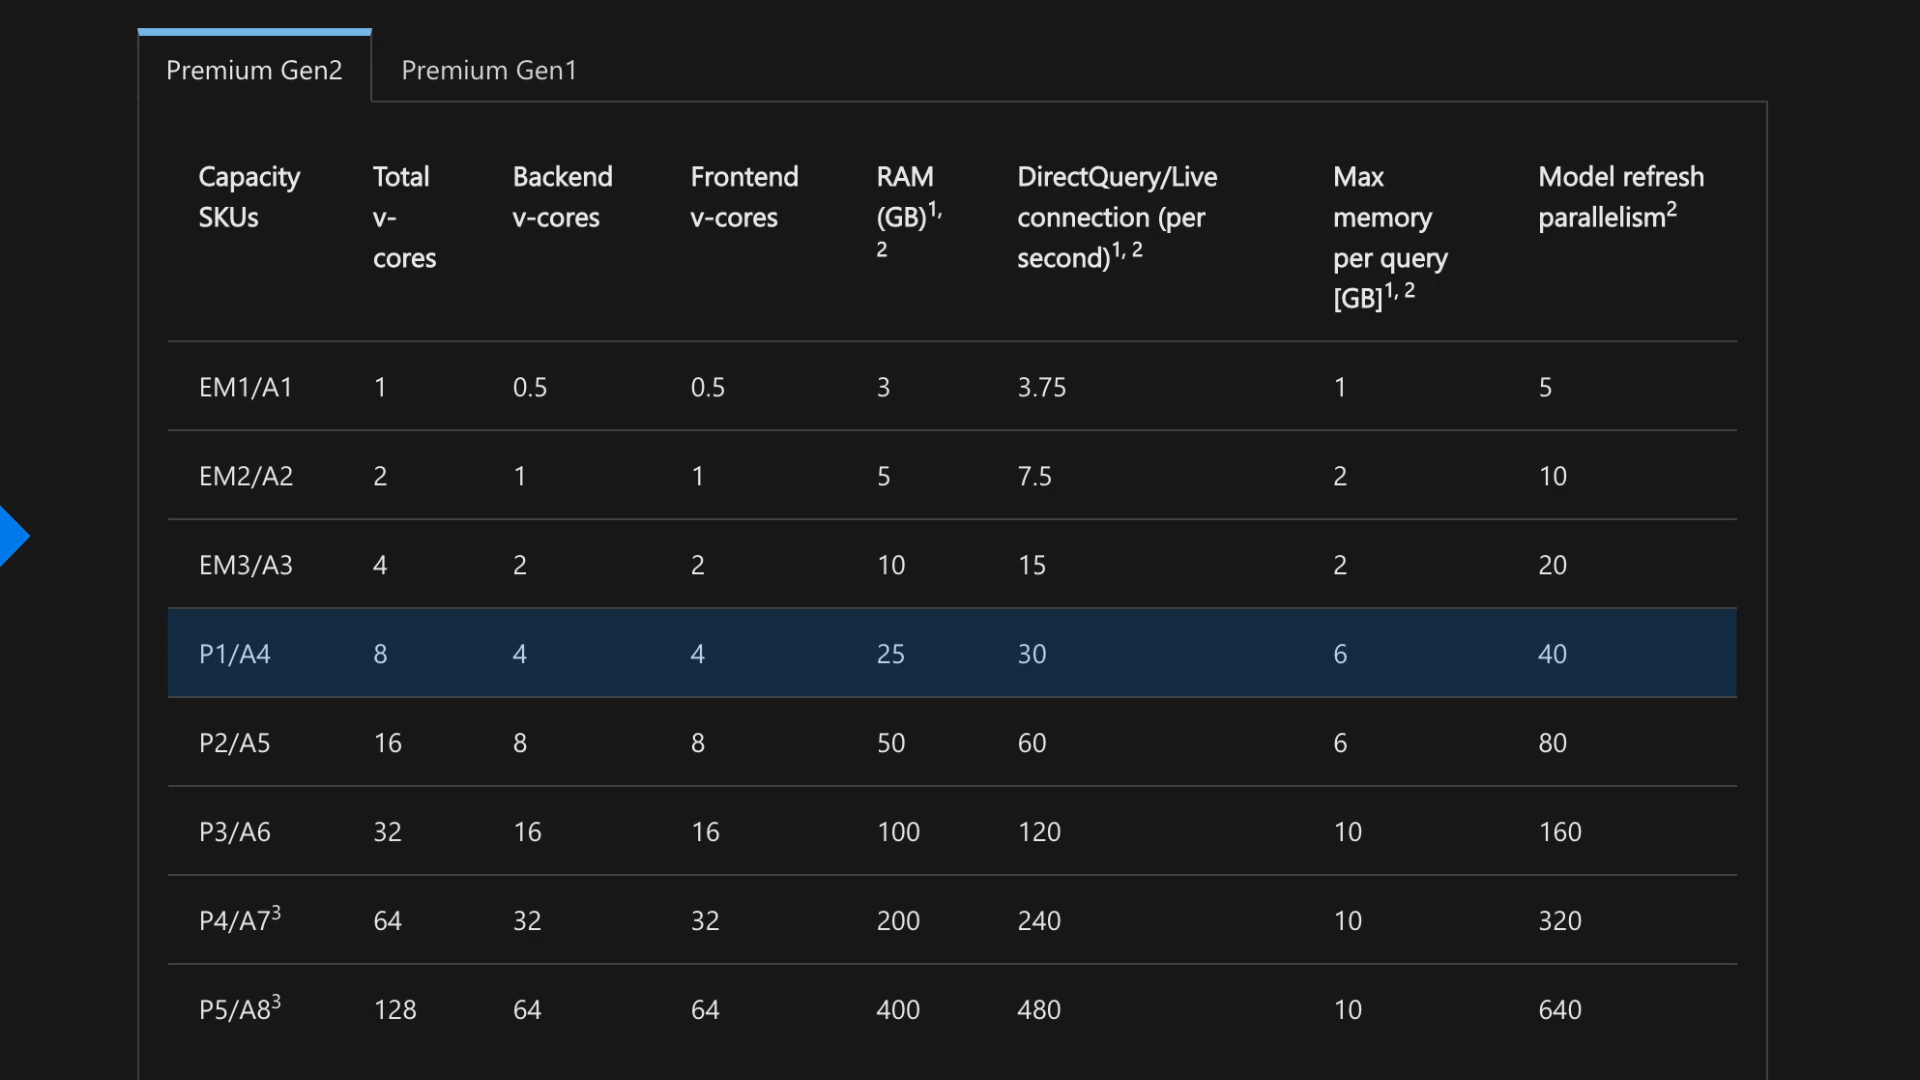 Premium Gen2 Premium Gen1
Capacity SKUs Total v-cores Backend v-cores Frontend v-cores RAM (GB)1, 2 DirectQuery/Live connection (per second)1, 2 Max memory per query [GB]1, 2 Model refresh parallelism2
EM1/A1 1 0.5 0.5 3 3.75 1 5
EM2/A2 2 1 1 5 7.5 2 10
EM3/A3 4 2 2 10 15 2 20
P1/A4 8 4 4 25 30 6 40
P2/A5 16 8 8 50 60 6 80
P3/A6 32 16 16 100 120 10 160
P4/A73 64 32 32 200 240 10 320
P5/A83 128 64 64 400 480 10 640